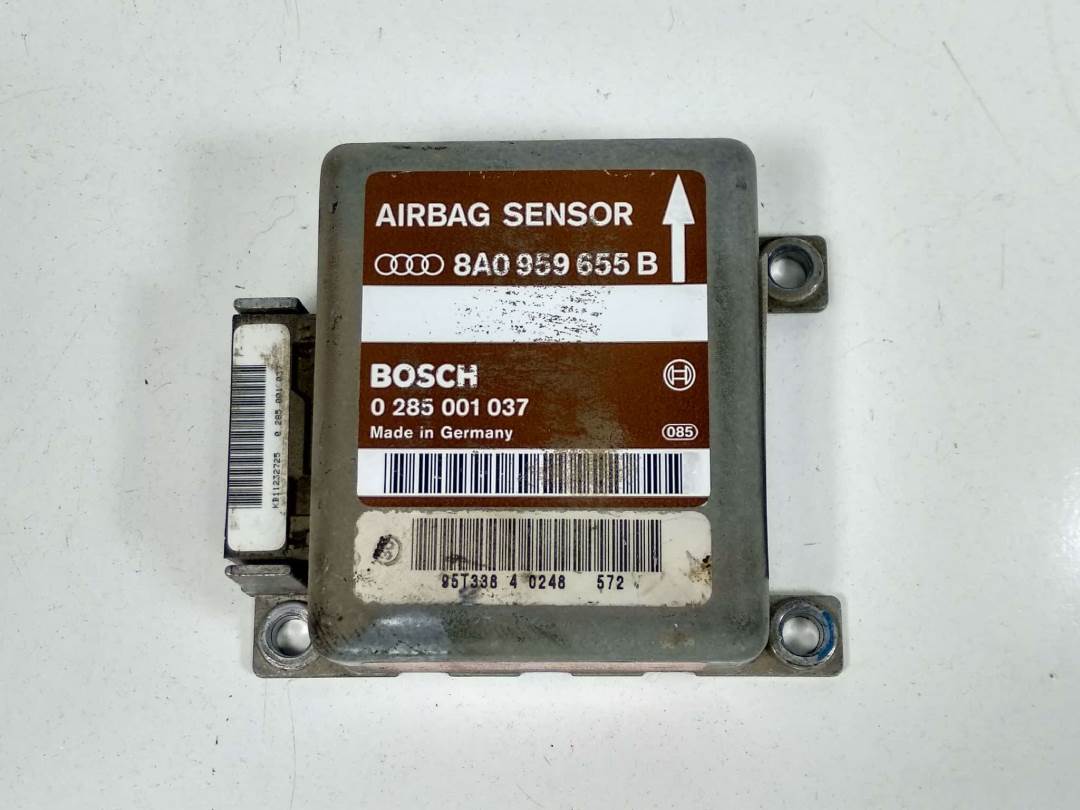 AIRBAG SENSOR
8A0 959 655 B
BOSCH
0 285 001 037
Made in Germany
085
95T338 4 0248 572
KB11232725 0 285 001 037